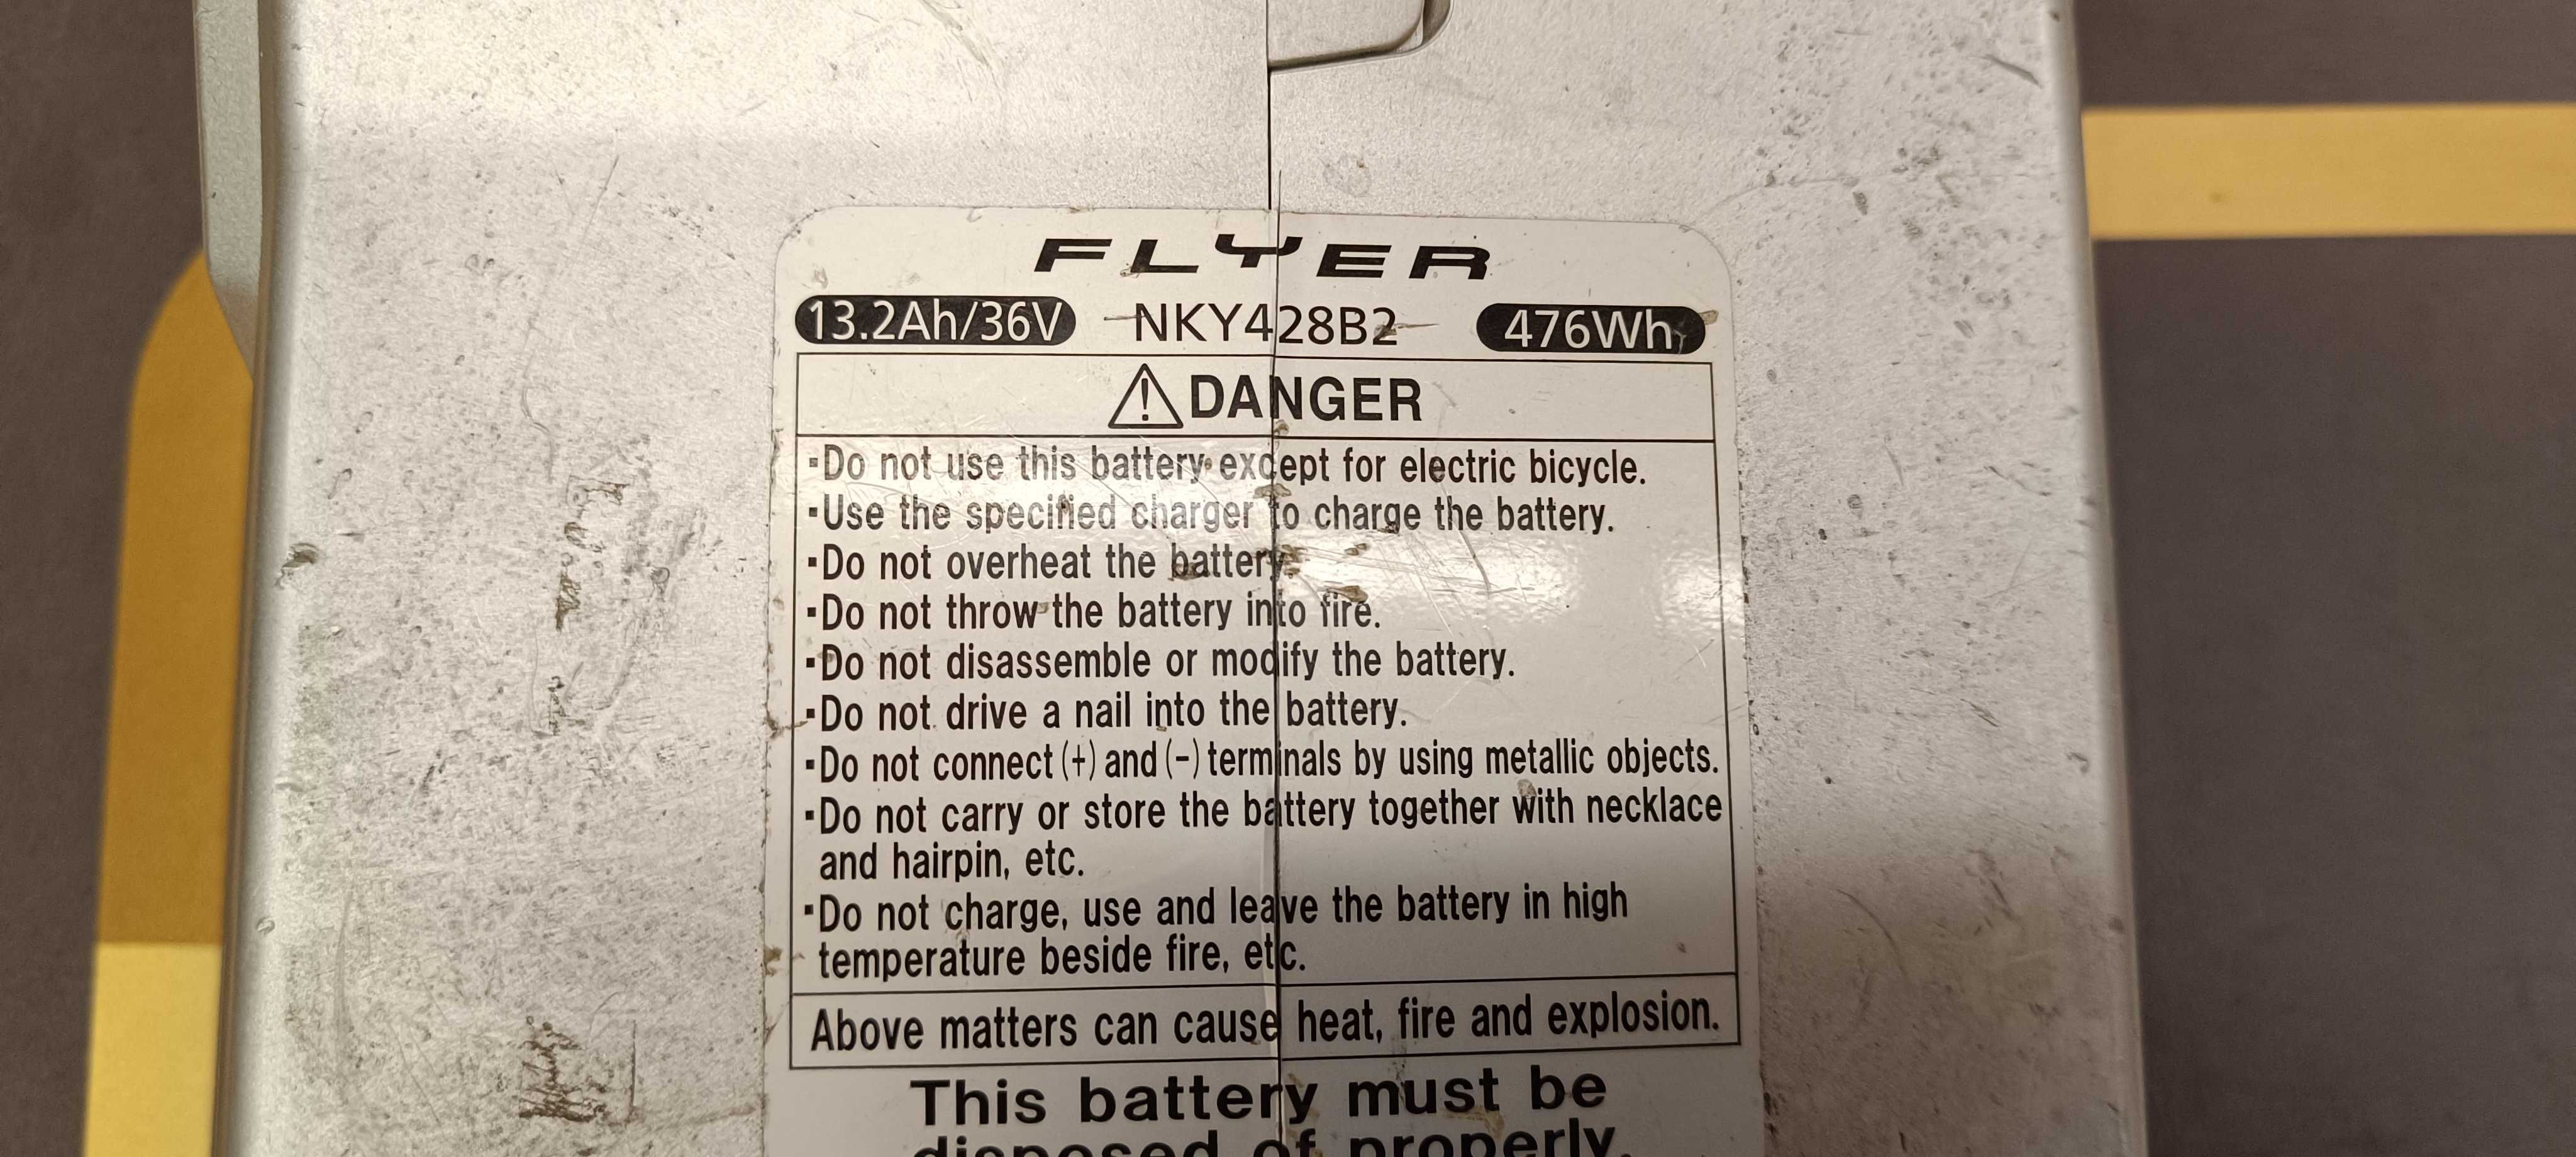 FLYER
13.2Ah/36V NKY428B2 476Wh
⚠DANGER
▪Do not use this battery except for electric bicycle.
▪Use the specified charger to charge the battery.
▪Do not overheat the battery.
▪Do not throw the battery into fire.
▪Do not disassemble or modify the battery.
▪Do not drive a nail into the battery.
▪Do not connect (+) and (-) terminals by using metallic objects.
▪Do not carry or store the battery together with necklace
and hairpin, etc.
▪Do not charge, use and leave the battery in high
temperature beside fire, etc.
Above matters can cause heat, fire and explosion.
This battery must be
disposed of properly.